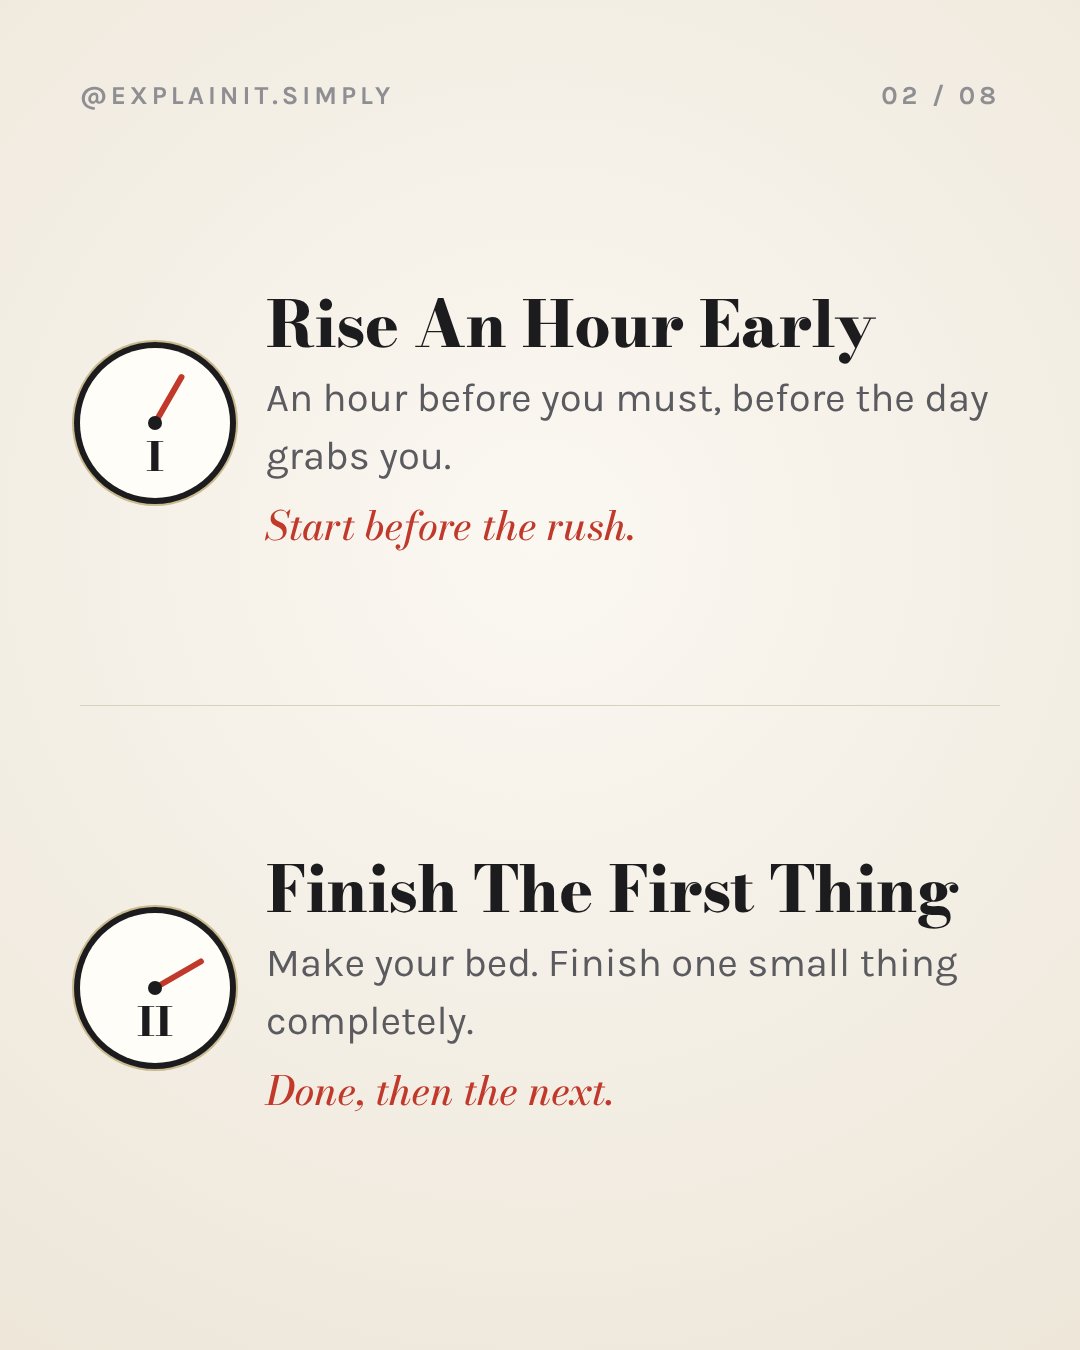 @EXPLAINIT.SIMPLY
02 / 08
Rise An Hour Early
An hour before you must, before the day
grabs you.
Start before the rush.
I
Finish The First Thing
Make your bed. Finish one small thing
completely.
Done, then the next.
II